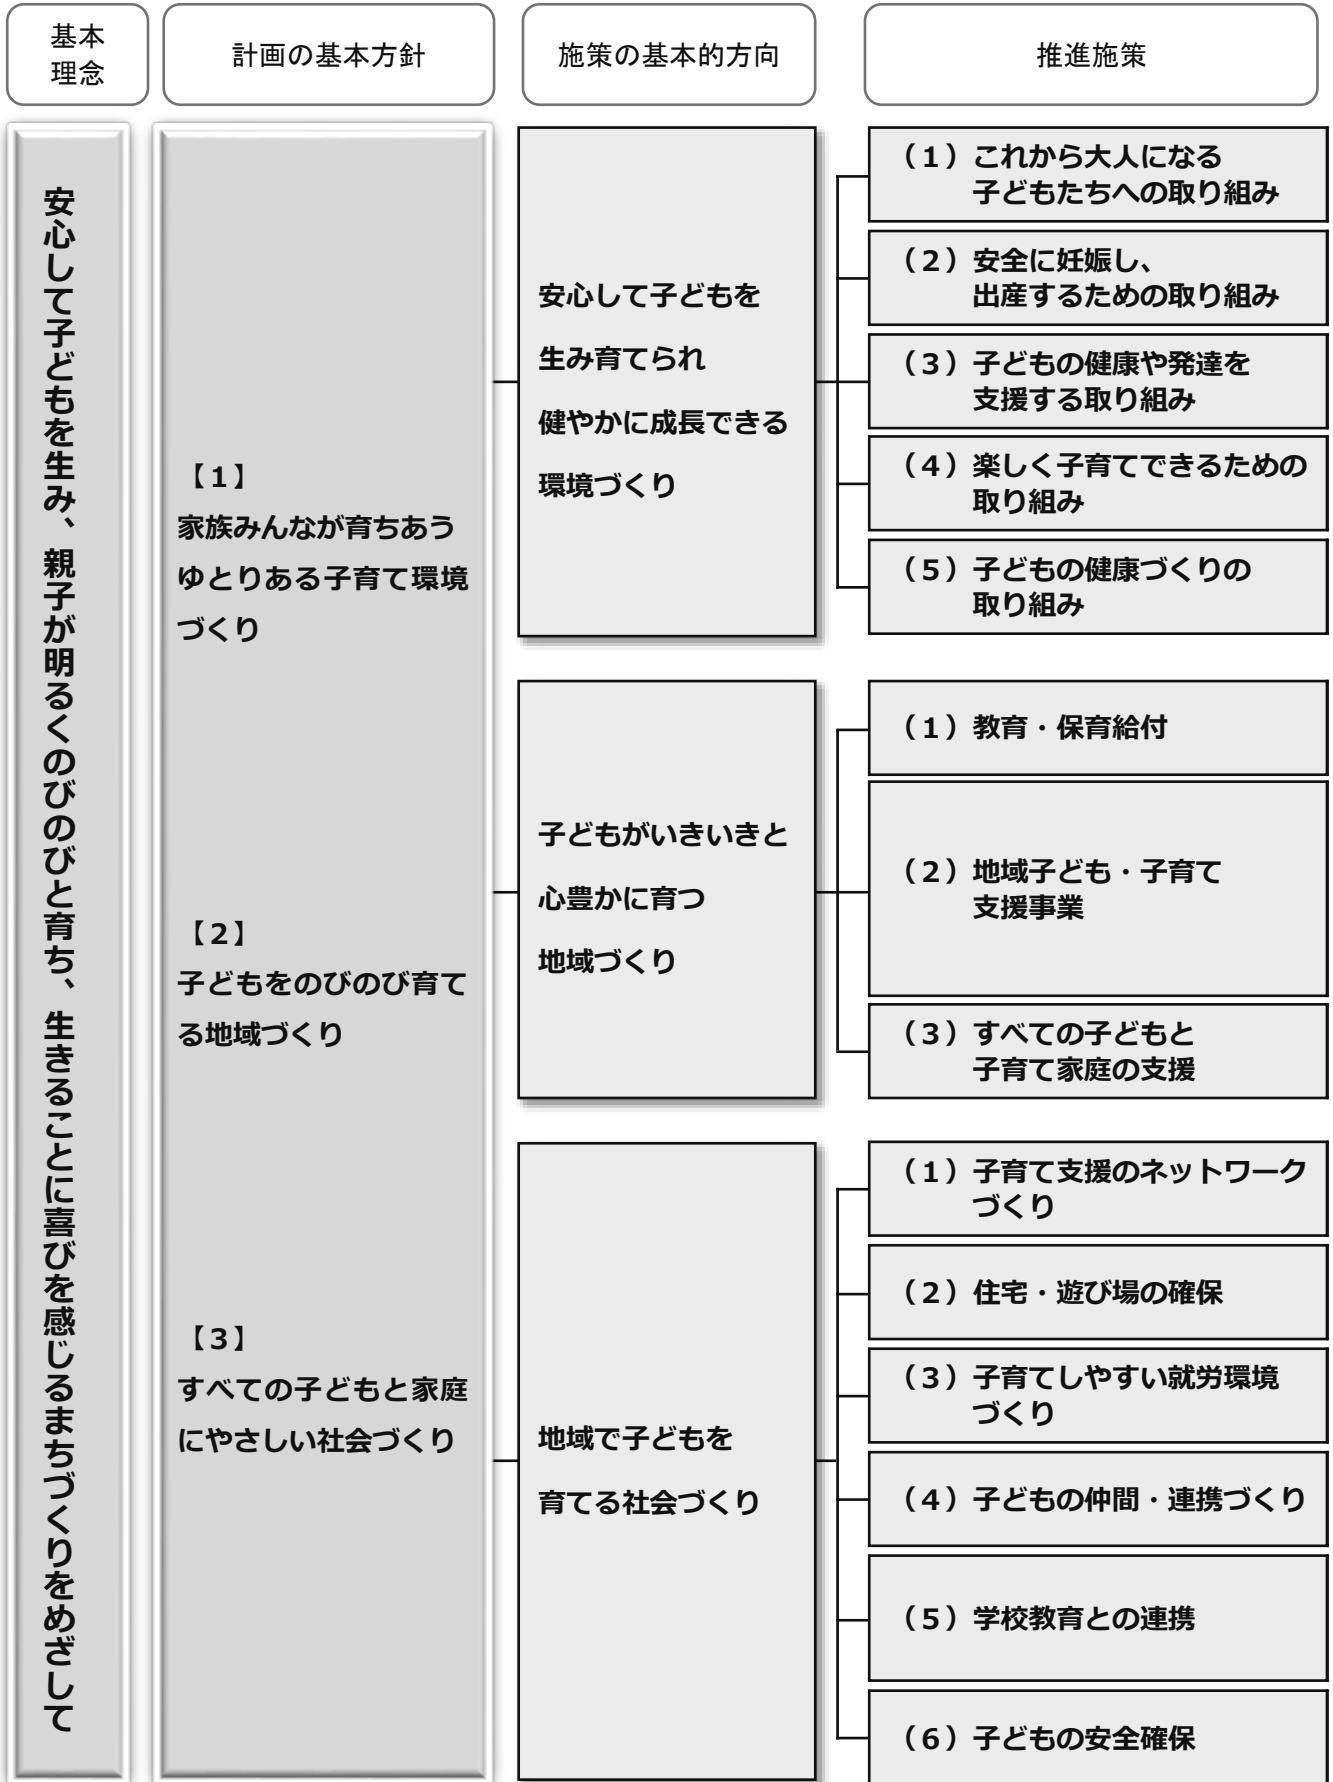 基本
理念
計画の基本方針
施策の基本的方向
推進施策
安心して子どもを生み、親子が明るくのびのびと育ち、生きることに喜びを感じるまちづくりをめざして
【1】
家族みんなが育ちあう
ゆとりある子育て環境
づくり
【2】
子どもをのびのび育て
る地域づくり
【3】
すべての子どもと家庭
にやさしい社会づくり
安心して子どもを
生み育てられ
健やかに成長できる
環境づくり
(1)これから大人になる
子どもたちへの取り組み
(2)安全に妊娠し、
出産するための取り組み
(3)子どもの健康や発達を
支援する取り組み
(4)楽しく子育てできるための
取り組み
(5)子どもの健康づくりの
取り組み
子どもがいきいきと
心豊かに育つ
地域づくり
(1)教育・保育給付
(2)地域子ども・子育て
支援事業
(3)すべての子どもと
子育て家庭の支援
地域で子どもを
育てる社会づくり
(1)子育て支援のネットワーク
づくり
(2)住宅・遊び場の確保
(3)子育てしやすい就労環境
づくり
(4)子どもの仲間・連携づくり
(5)学校教育との連携
(6)子どもの安全確保